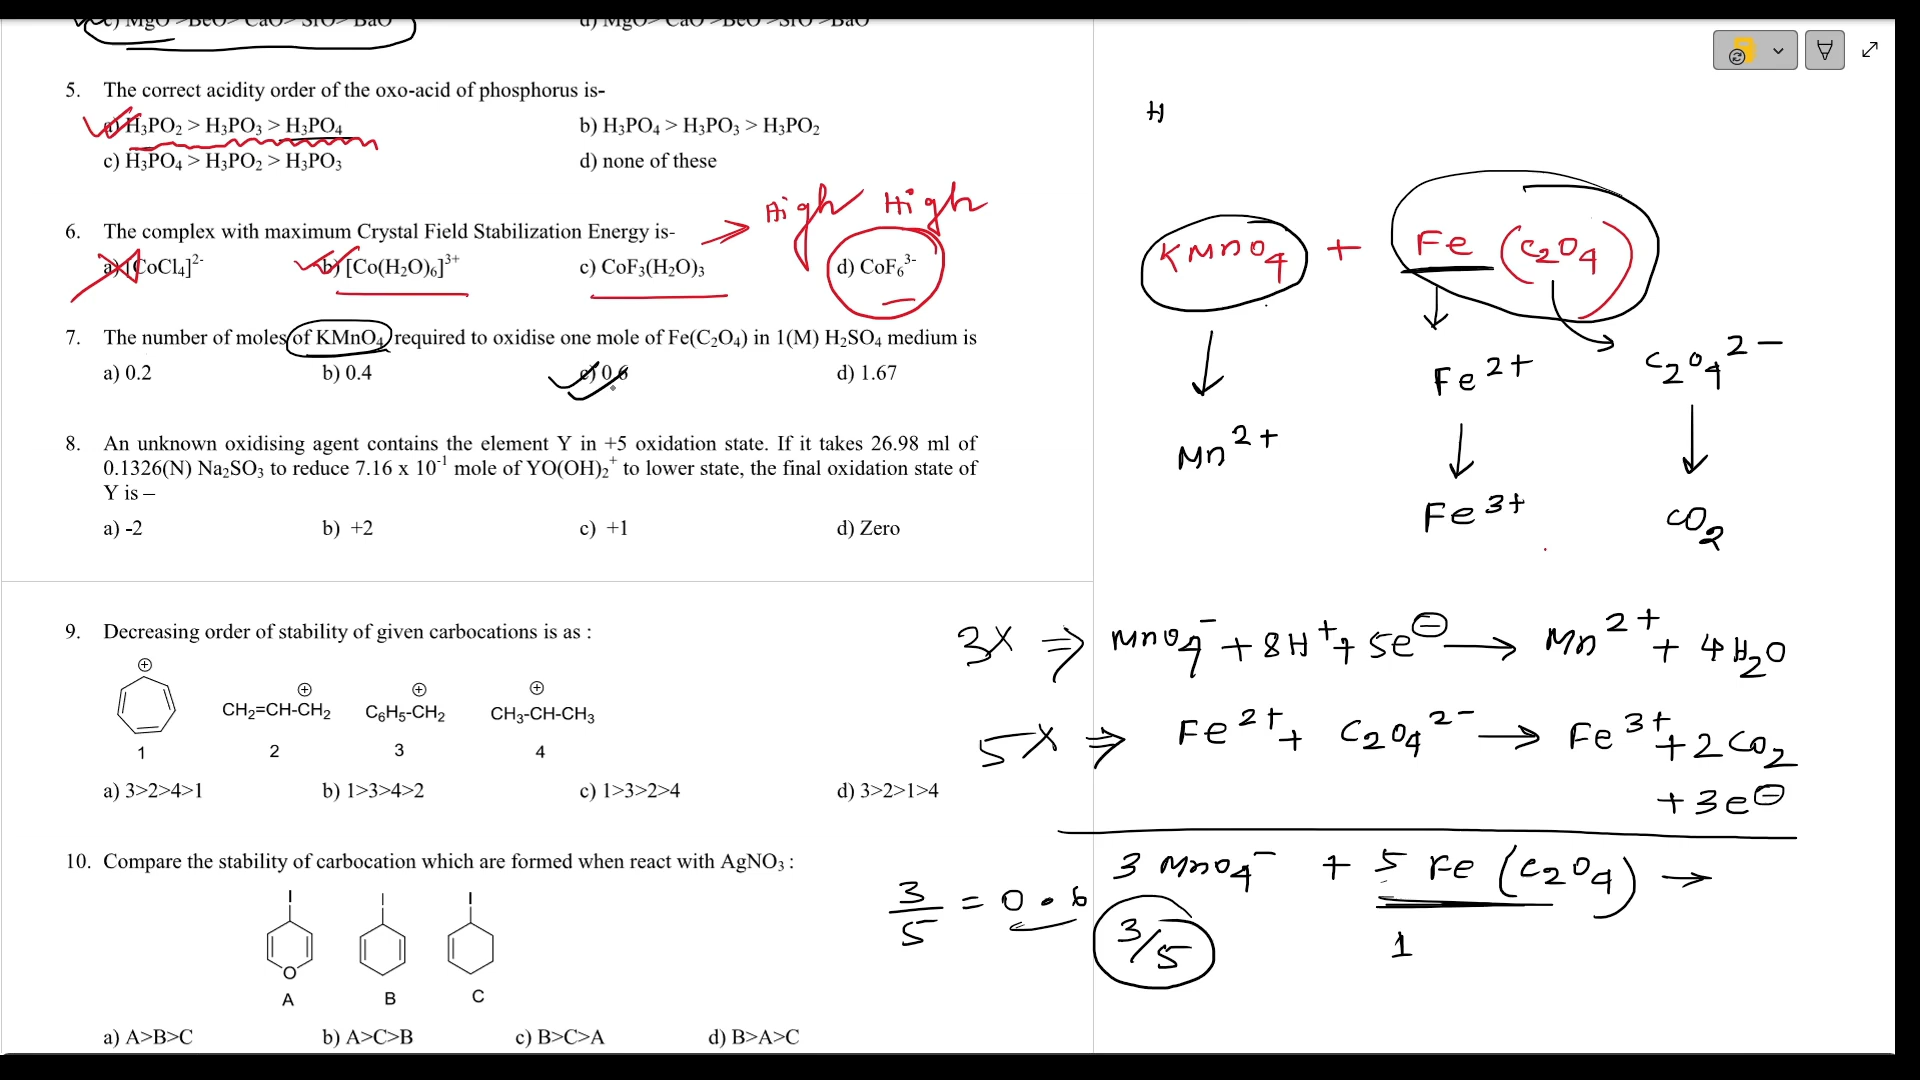 c) MgO >BeO> CaO> SrO> BaO d) MgO> CaO >BeO >SrO >BaO
5. The correct acidity order of the oxo-acid of phosphorus is-
a) H₃PO₂ > H₃PO₃ > H₃PO₄ b) H₃PO₄ > H₃PO₃ > H₃PO₂
c) H₃PO₄ > H₃PO₂ > H₃PO₃ d) none of these
High High
6. The complex with maximum Crystal Field Stabilization Energy is-
a) [CoCl₄]²⁻ b) [Co(H₂O)₆]³⁺ c) CoF₃(H₂O)₃ d) CoF₆³⁻
7. The number of moles of KMnO₄ required to oxidise one mole of Fe(C₂O₄) in 1(M) H₂SO₄ medium is
a) 0.2 b) 0.4 c) 0.6 d) 1.67
8. An unknown oxidising agent contains the element Y in +5 oxidation state. If it takes 26.98 ml of
0.1326(N) Na₂SO₃ to reduce 7.16 x 10⁻¹ mole of YO(OH)₂⁺ to lower state, the final oxidation state of
Y is –
a) -2 b) +2 c) +1 d) Zero
9. Decreasing order of stability of given carbocations is as :
⊕ ⊕ ⊕ ⊕
CH₂=CH-CH₂ C₆H₅-CH₂ CH₃-CH-CH₃
1 2 3 4
a) 3>2>4>1 b) 1>3>4>2 c) 1>3>2>4 d) 3>2>1>4
10. Compare the stability of carbocation which are formed when react with AgNO₃ :
I I I
O
A B C
a) A>B>C b) A>C>B c) B>C>A d) B>A>C
H
KMnO₄ + Fe (C₂O₄)
Fe²⁺ C₂O₄²⁻
Mn²⁺
Fe³⁺ CO₂
3X ⇒ MnO₄⁻ + 8H⁺ + 5e⊖ → Mn²⁺ + 4H₂O
5X ⇒ Fe²⁺ + C₂O₄²⁻ → Fe³⁺ + 2CO₂
+ 3e⊖
3 MnO₄⁻ + 5 Fe (C₂O₄) →
3/5 = 0.6
3/5 1